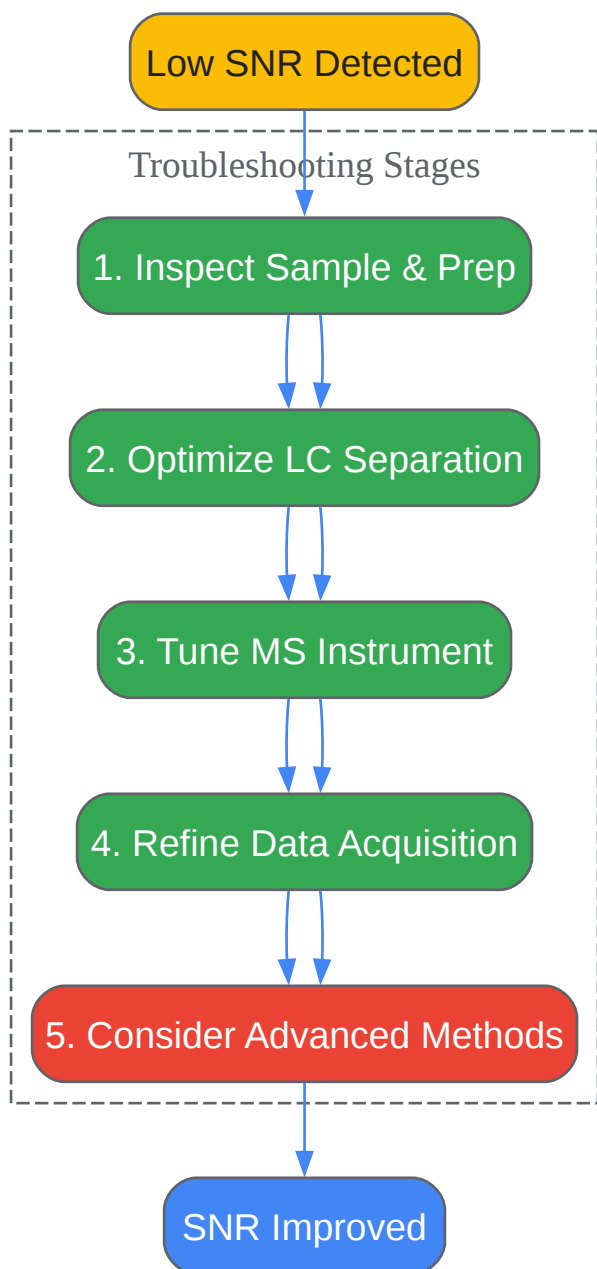 Low SNR Detected
Troubleshooting Stages
1. Inspect Sample & Prep
2. Optimize LC Separation
3. Tune MS Instrument
4. Refine Data Acquisition
5. Consider Advanced Methods
SNR Improved